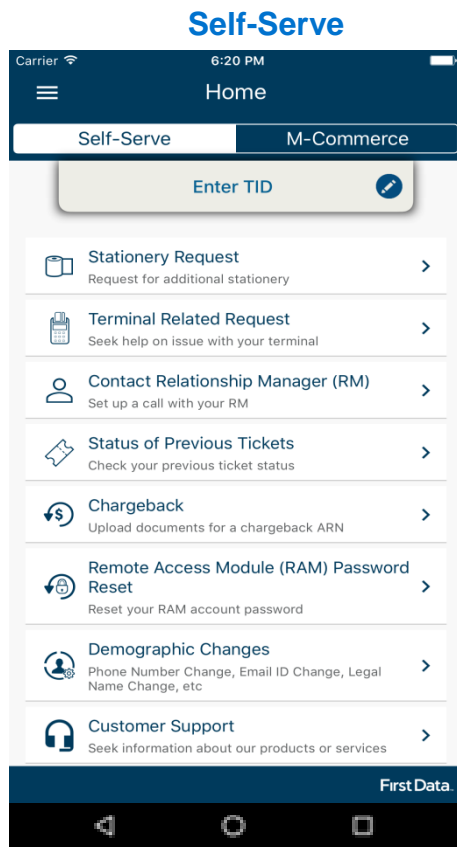 Self-Serve
Carrier 6:20 PM
Home
Self-Serve M-Commerce
Enter TID
Stationery Request
Request for additional stationery
Terminal Related Request
Seek help on issue with your terminal
Contact Relationship Manager (RM)
Set up a call with your RM
Status of Previous Tickets
Check your previous ticket status
Chargeback
Upload documents for a chargeback ARN
Remote Access Module (RAM) Password
Reset
Reset your RAM account password
Demographic Changes
Phone Number Change, Email ID Change, Legal
Name Change, etc
Customer Support
Seek information about our products or services
First Data.